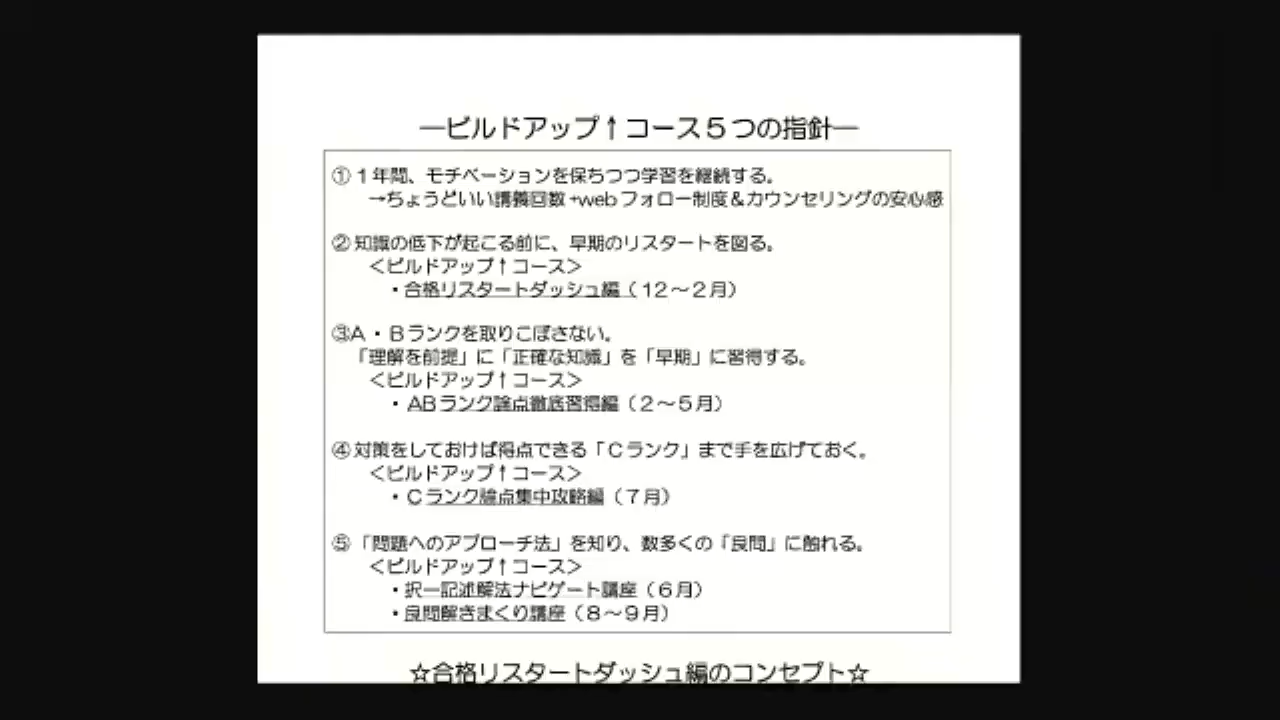 ―ビルドアップ↑コース５つの指針―
①１年間、モチベーションを保ちつつ学習を継続する。
→ちょうどいい講義回数+webフォロー制度＆カウンセリングの安心感
②知識の低下が起こる前に、早期のリスタートを図る。
＜ビルドアップ↑コース＞
・合格リスタートダッシュ編（12～２月）
③Ａ・Ｂランクを取りこぼさない。
「理解を前提」に「正確な知識」を「早期」に習得する。
＜ビルドアップ↑コース＞
・ABランク論点徹底習得編（２～５月）
④対策をしておけば得点できる「Ｃランク」まで手を広げておく。
＜ビルドアップ↑コース＞
・Ｃランク論点集中攻略編（７月）
⑤「問題へのアプローチ法」を知り、数多くの「良問」に触れる。
＜ビルドアップ↑コース＞
・択一記述解法ナビゲート講座（６月）
・良問解きまくり講座（８～９月）
☆合格リスタートダッシュ編のコンセプト☆